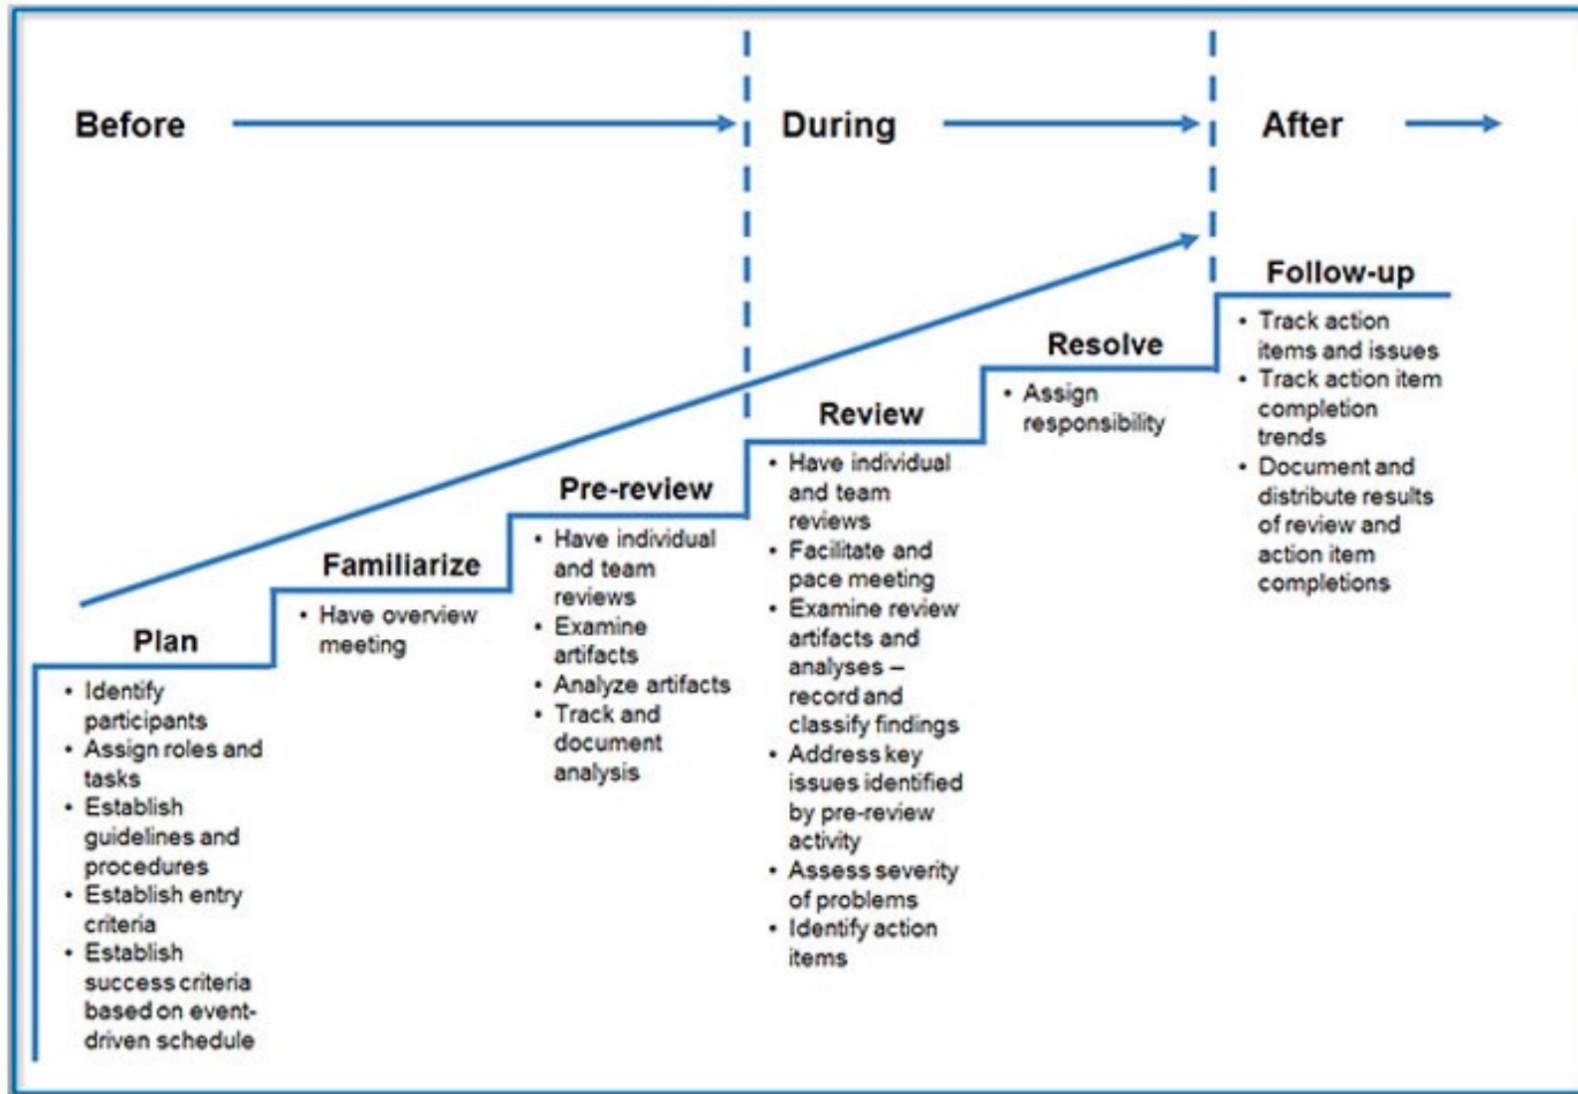 Before
During
After
Plan
• Identify
participants
• Assign roles and
tasks
• Establish
guidelines and
procedures
• Establish entry
criteria
• Establish
success criteria
based on event-
driven schedule
Familiarize
• Have overview
meeting
Pre-review
• Have individual
and team
reviews
• Examine
artifacts
• Analyze artifacts
• Track and
document
analysis
Review
• Have individual
and team
reviews
• Facilitate and
pace meeting
• Examine review
artifacts and
analyses –
record and
classify findings
• Address key
issues identified
by pre-review
activity
• Assess severity
of problems
• Identify action
items
Resolve
• Assign
responsibility
Follow-up
• Track action
items and issues
• Track action item
completion
trends
• Document and
distribute results
of review and
action item
completions